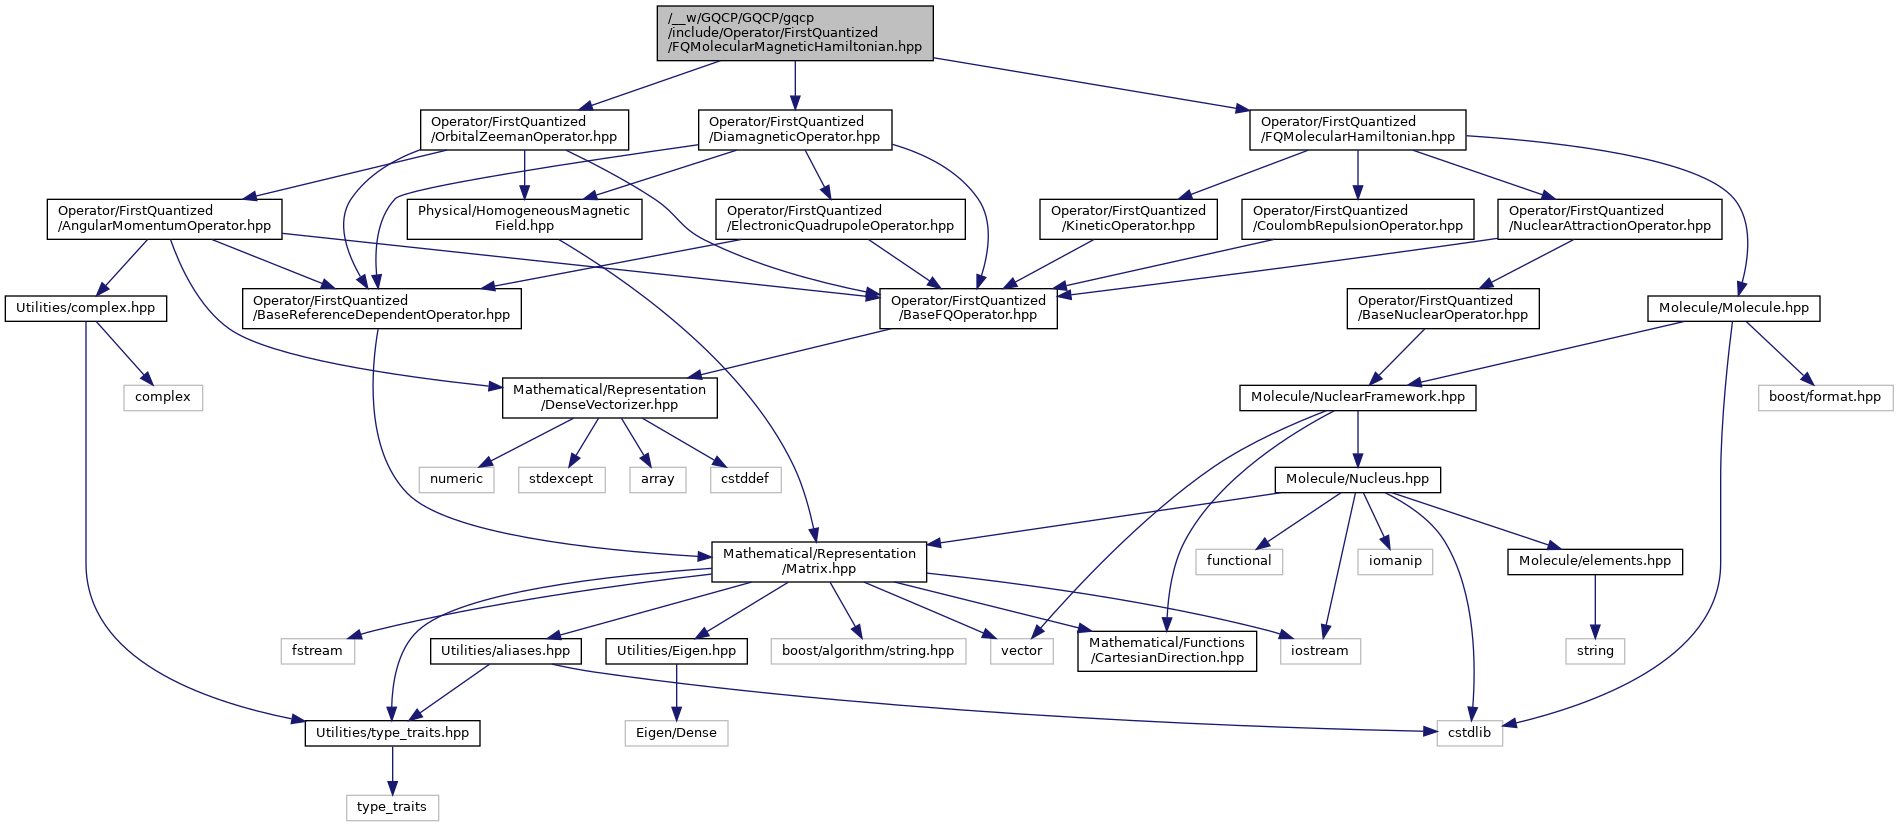 /__w/GQCP/GQCP/gqcp
/include/Operator/FirstQuantized
/FQMolecularMagneticHamiltonian.hpp
Operator/FirstQuantized
/OrbitalZeemanOperator.hpp
Operator/FirstQuantized
/DiamagneticOperator.hpp
Operator/FirstQuantized
/FQMolecularHamiltonian.hpp
Operator/FirstQuantized
/AngularMomentumOperator.hpp
Physical/HomogeneousMagnetic
Field.hpp
Operator/FirstQuantized
/ElectronicQuadrupoleOperator.hpp
Operator/FirstQuantized
/KineticOperator.hpp
Operator/FirstQuantized
/CoulombRepulsionOperator.hpp
Operator/FirstQuantized
/NuclearAttractionOperator.hpp
Utilities/complex.hpp
Operator/FirstQuantized
/BaseReferenceDependentOperator.hpp
Operator/FirstQuantized
/BaseFQOperator.hpp
Operator/FirstQuantized
/BaseNuclearOperator.hpp
Molecule/Molecule.hpp
complex
Mathematical/Representation
/DenseVectorizer.hpp
Molecule/NuclearFramework.hpp
boost/format.hpp
numeric
stdexcept
array
cstddef
Molecule/Nucleus.hpp
Mathematical/Representation
/Matrix.hpp
functional
iomanip
Molecule/elements.hpp
fstream
Utilities/aliases.hpp
Utilities/Eigen.hpp
boost/algorithm/string.hpp
vector
Mathematical/Functions
/CartesianDirection.hpp
iostream
string
Utilities/type_traits.hpp
Eigen/Dense
cstdlib
type_traits